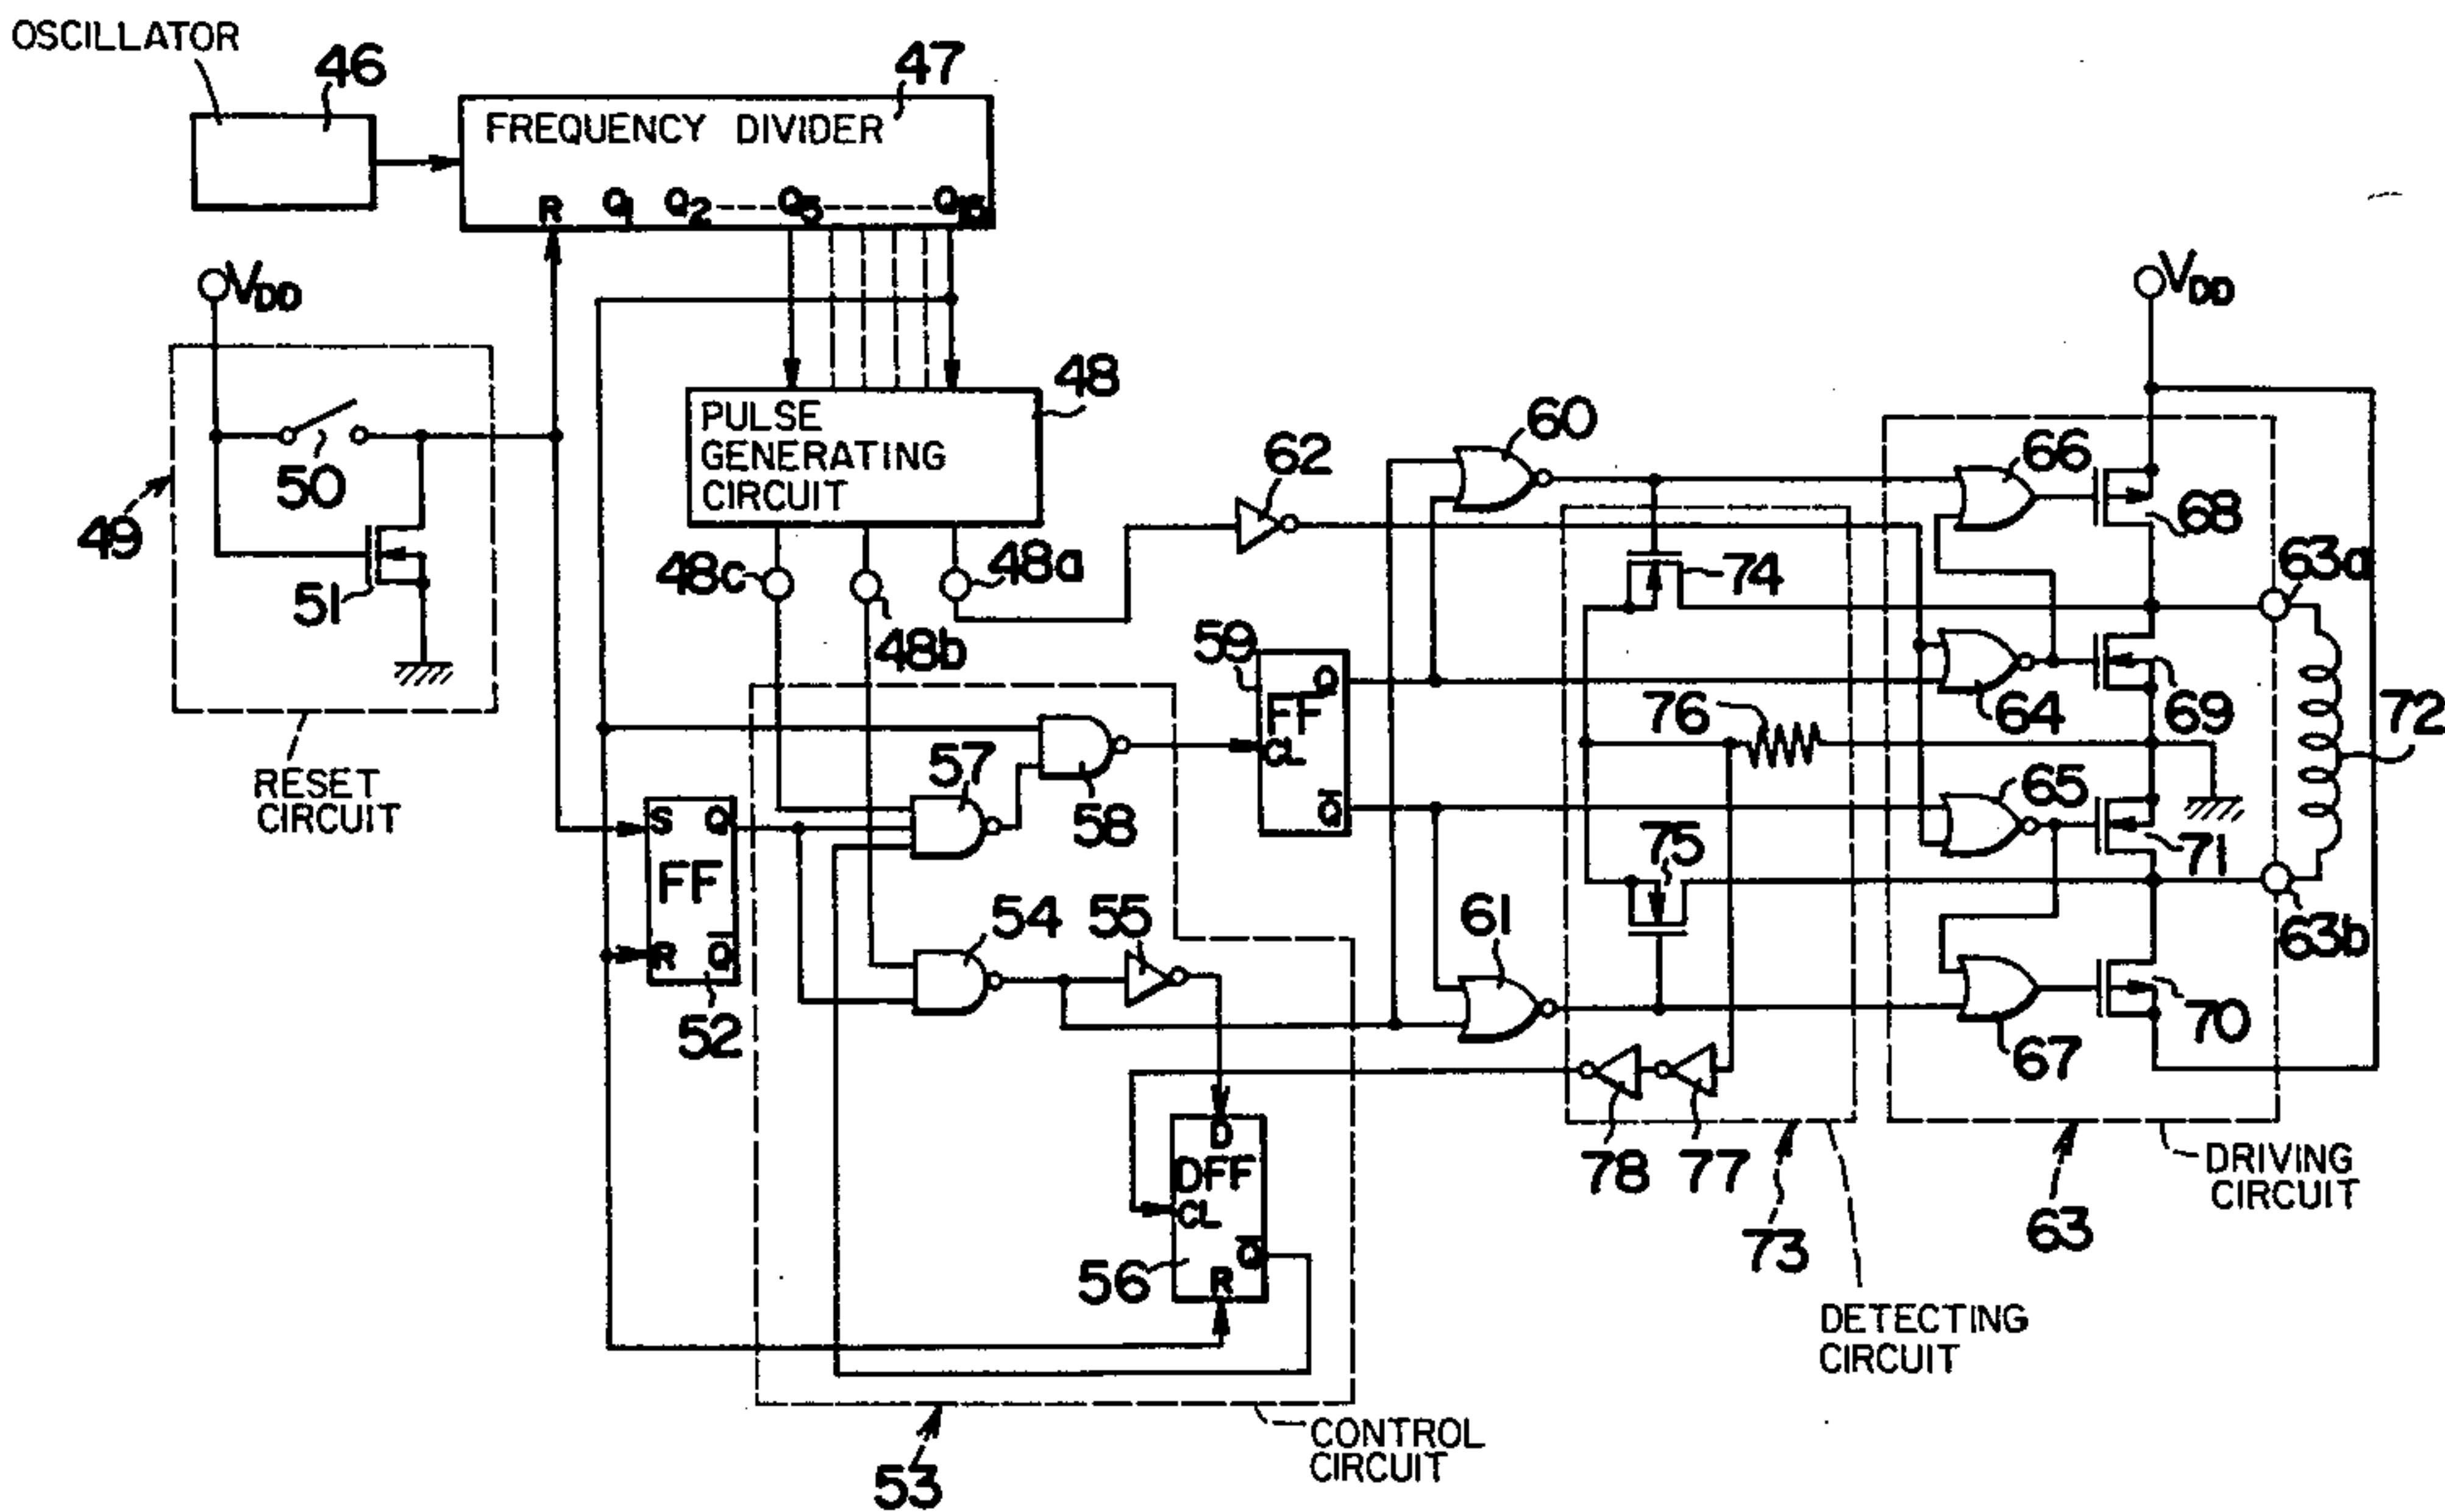 OSCILLATOR
46
47
FREQUENCY DIVIDER
R Q1 Q2 Q5 Q16
VDD
VDD
48
PULSE
GENERATING
CIRCUIT
49
50
51
RESET
CIRCUIT
48c
48b
48a
62
60
66
68
74
63a
59
Q
FF
CL
Q̅
64
69
76
72
57
58
65
71
75
S Q
FF
R Q̅
52
54
55
61
63b
70
67
D
DFF
CL
Q̅
R
56
78
77
73
63
DRIVING
CIRCUIT
DETECTING
CIRCUIT
CONTROL
CIRCUIT
53